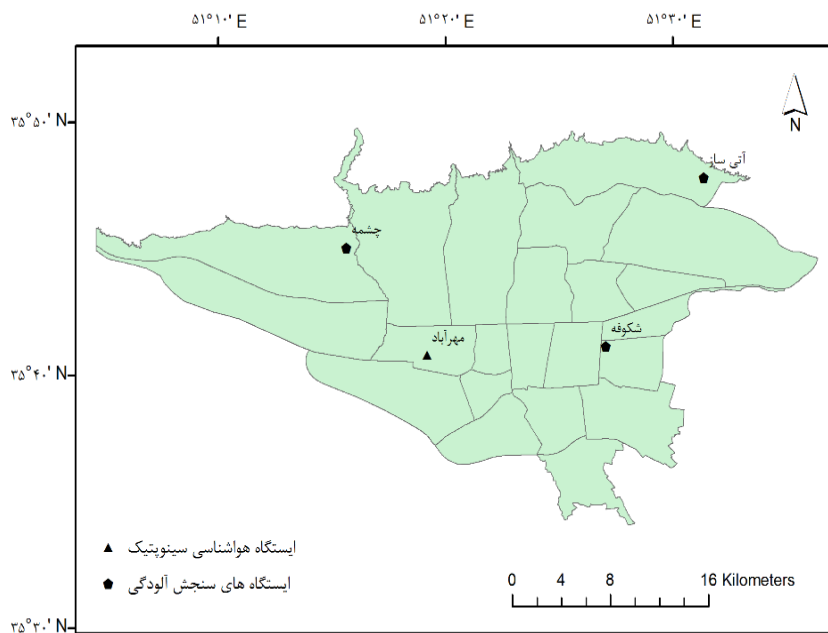 ۵۱°۱۰' E ۵۱°۲۰' E ۵۱°۳۰' E
۳۵°۵۰' N
N
آتی ساز
چشمه
شکوفه
مهرآباد
۳۵°۴۰' N
ایستگاه هواشناسی سینوپتیک
ایستگاه های سنجش آلودگی
0 4 8 16 Kilometers
۳۵°۳۰' N